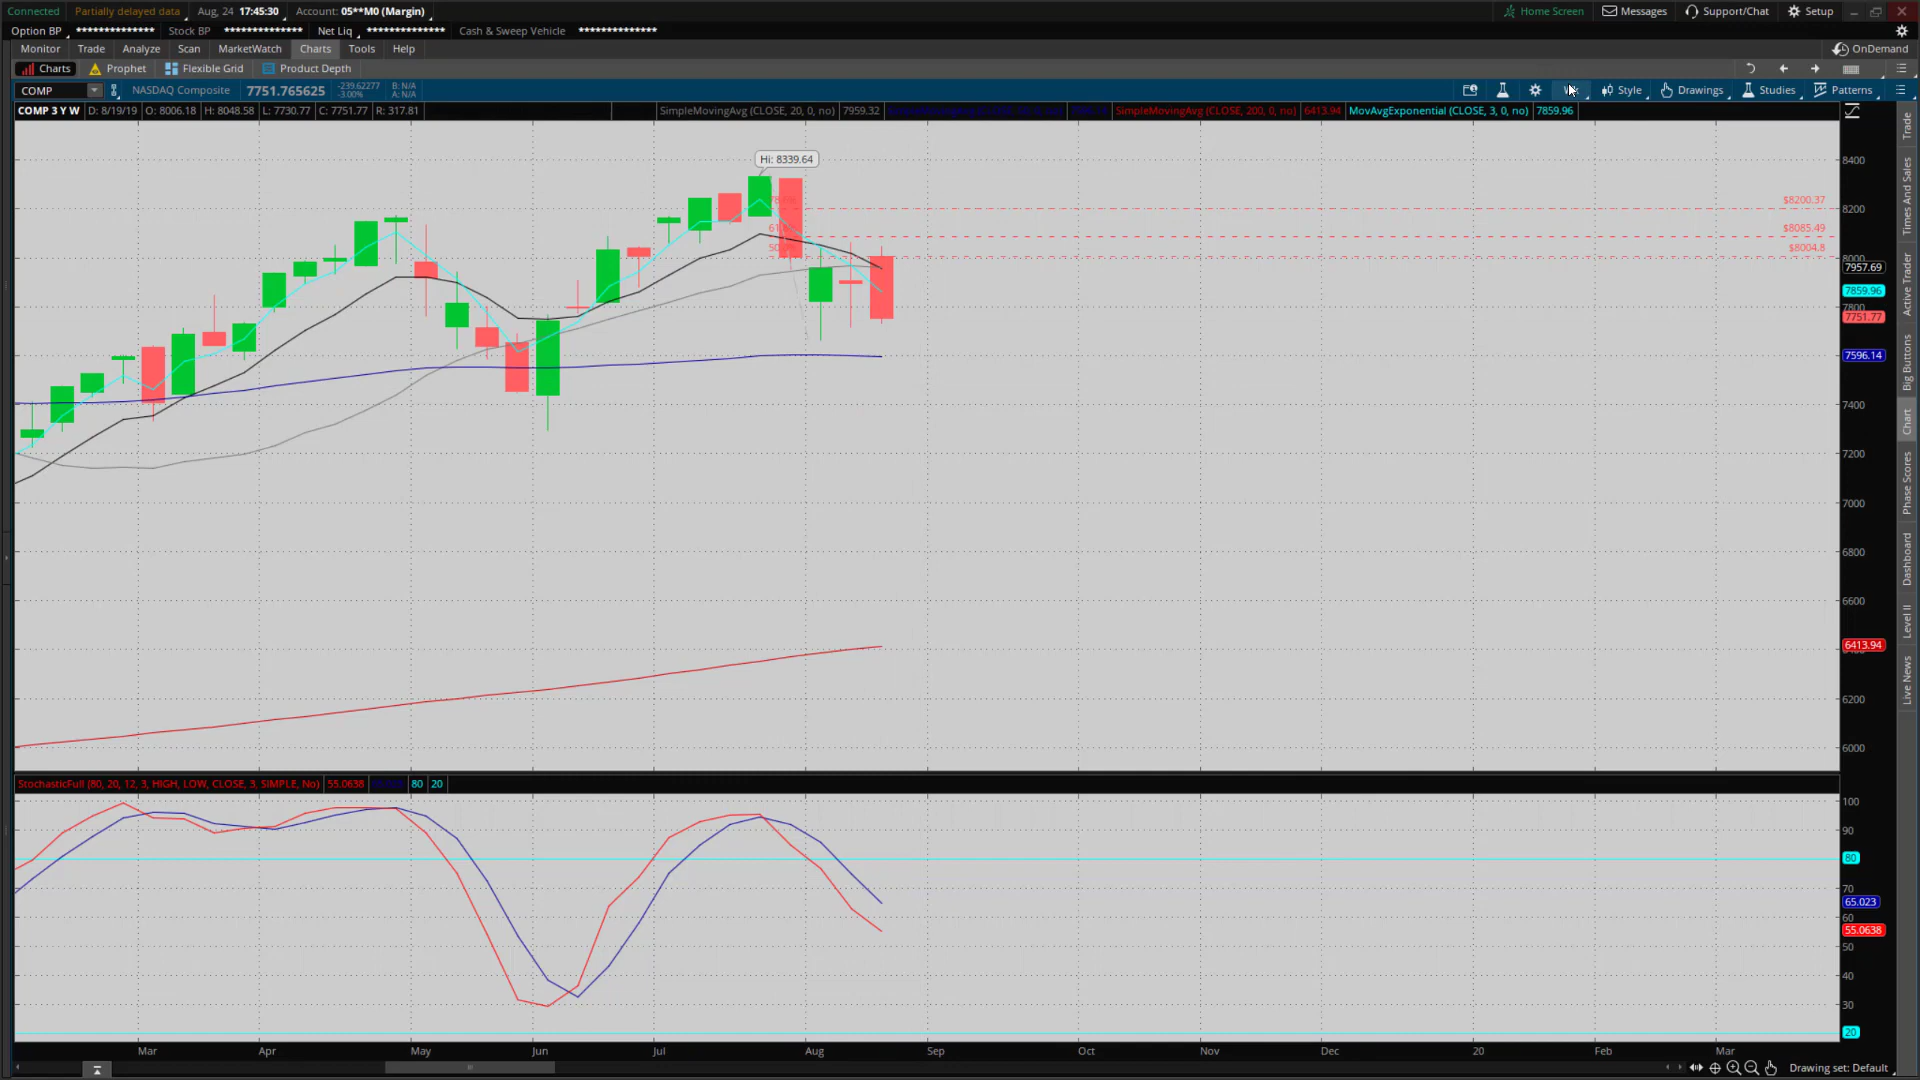 Connected Partially delayed data Aug, 24 17:45:30 Account: 05**M0 (Margin) Home Screen Messages Support/Chat Setup
Option BP ************** Stock BP ************** Net Liq ************** Cash & Sweep Vehicle **************
Monitor Trade Analyze Scan MarketWatch Charts Tools Help OnDemand
Charts Prophet Flexible Grid Product Depth
COMP NASDAQ Composite 7751.765625 -239.62277 B: N/A
-3.00% A: N/A
Style Drawings Studies Patterns
COMP 3 Y W D: 8/19/19 O: 8006.18 H: 8048.58 L: 7730.77 C: 7751.77 R: 317.81 SimpleMovingAvg (CLOSE, 20, 0, no) 7959.32 SimpleMovingAvg (CLOSE, 200, 0, no) 6413.94 MovAvgExponential (CLOSE, 3, 0, no) 7859.96
Hi: 8339.64
8400
$8200.37
8200
$8085.49
$8004.8
8000
7957.69
7859.96
7800
7751.77
7596.14
7400
7200
7000
6800
6600
6413.94
6200
6000
StochasticFull (80, 20, 12, 3, HIGH, LOW, CLOSE, 3, SIMPLE, No) 55.0638 80 20
100
90
80
70
65.023
60
55.0638
50
40
30
20
Mar Apr May Jun Jul Aug Sep Oct Nov Dec 20 Feb Mar
Drawing set: Default
Trade
Times And Sales
Active Trader
Big Buttons
Chart
Phase Scores
Dashboard
Level II
Live News